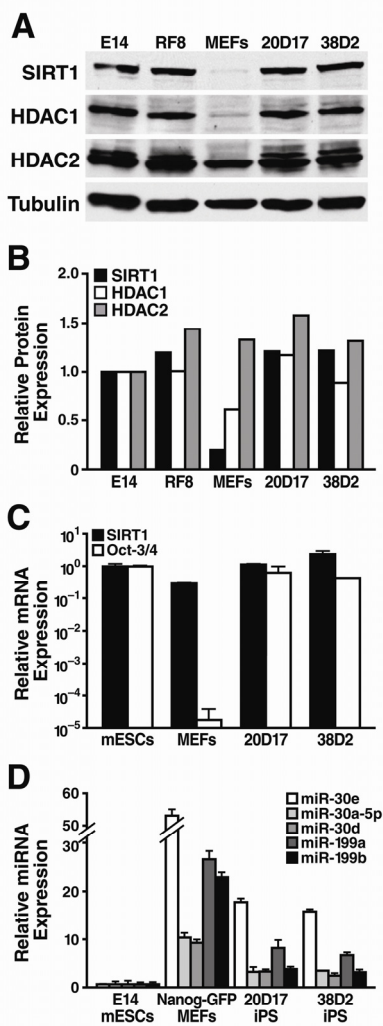 A
E14 RF8 MEFs 20D17 38D2
SIRT1
HDAC1
HDAC2
Tubulin
B
Relative Protein
Expression
2.0
1.5
1.0
0.5
0
SIRT1
HDAC1
HDAC2
E14 RF8 MEFs 20D17 38D2
C
Relative mRNA
Expression
10¹
10⁰
10⁻¹
10⁻²
10⁻³
10⁻⁴
10⁻⁵
SIRT1
Oct-3/4
mESCs MEFs 20D17 38D2
D
Relative miRNA
Expression
60
50
30
20
10
0
miR-30e
miR-30a-5p
miR-30d
miR-199a
miR-199b
E14 Nanog-GFP 20D17 38D2
mESCs MEFs iPS iPS